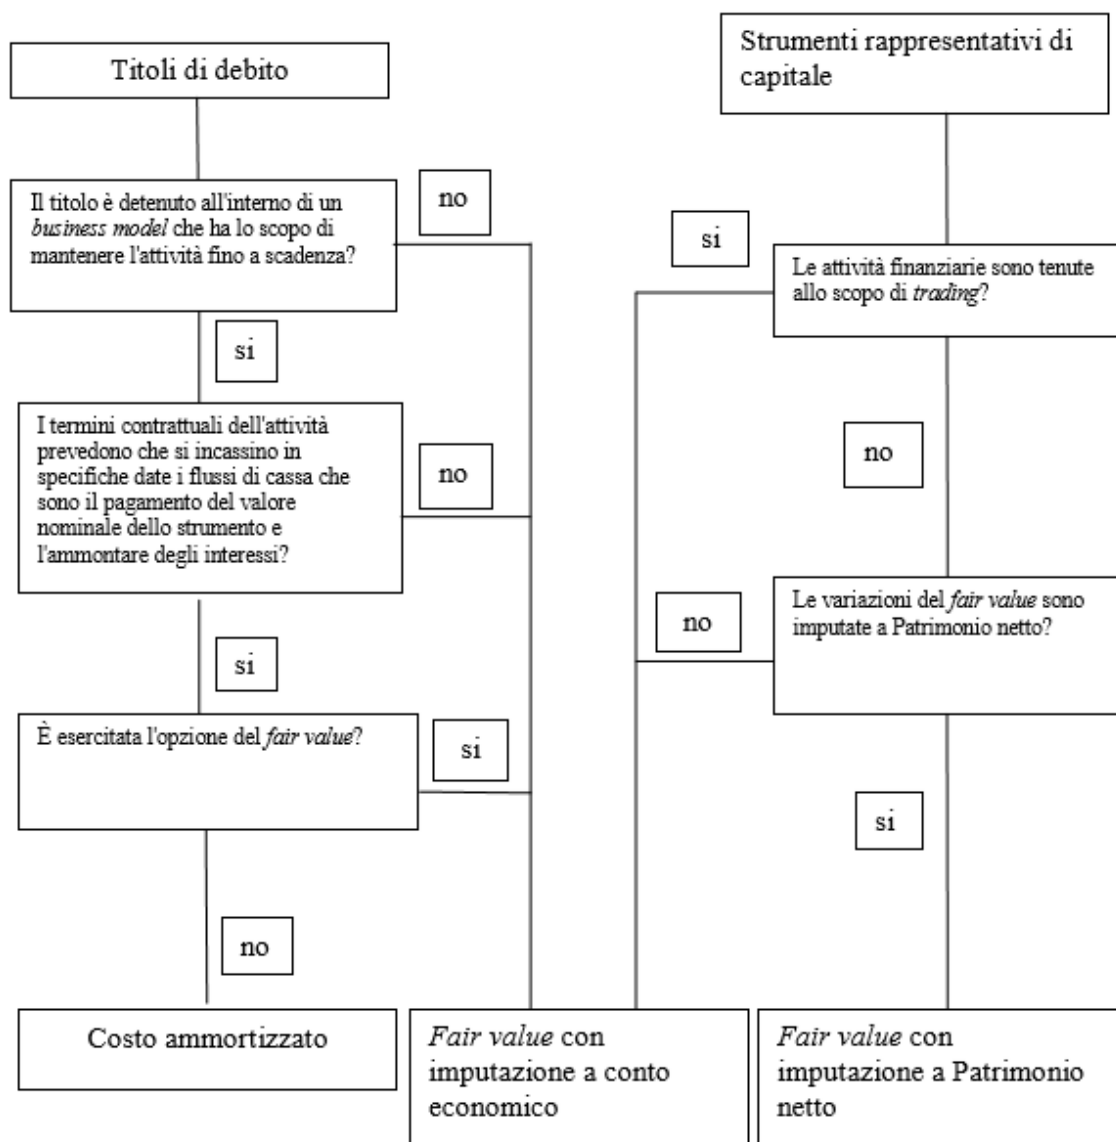 Titoli di debito
Il titolo è detenuto all'interno di un
business model che ha lo scopo di
mantenere l'attività fino a scadenza?
no
si
I termini contrattuali dell'attività
prevedono che si incassino in
specifiche date i flussi di cassa che
sono il pagamento del valore
nominale dello strumento e
l'ammontare degli interessi?
no
si
È esercitata l'opzione del fair value?
si
no
Costo ammortizzato
Strumenti rappresentativi di
capitale
si
Le attività finanziarie sono tenute
allo scopo di trading?
no
Le variazioni del fair value sono
imputate a Patrimonio netto?
no
si
Fair value con
imputazione a conto
economico
Fair value con
imputazione a Patrimonio
netto